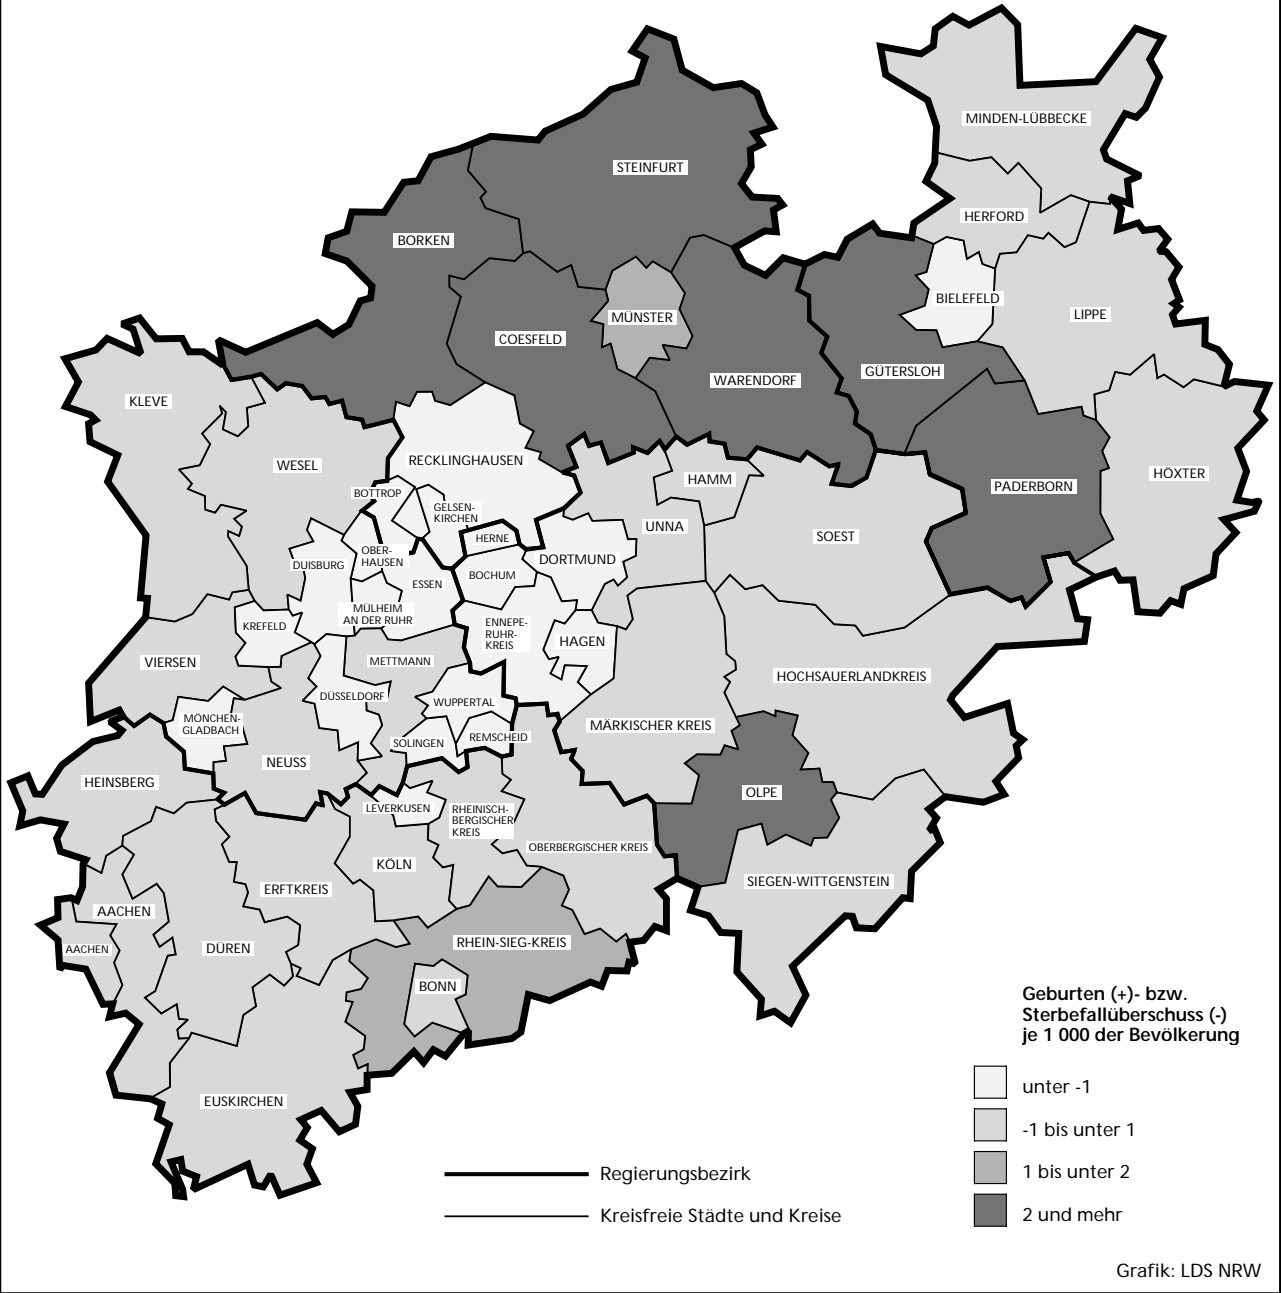 MINDEN-LÜBBECKE
STEINFURT
HERFORD
BORKEN
BIELEFELD
LIPPE
MÜNSTER
COESFELD
GÜTERSLOH
WARENDORF
KLEVE
RECKLINGHAUSEN
WESEL
HÖXTER
HAMM
PADERBORN
BOTTROP
GELSEN-
KIRCHEN
UNNA
SOEST
HERNE
OBER-
HAUSEN
DORTMUND
DUISBURG
BOCHUM
ESSEN
MÜLHEIM
AN DER RUHR
KREFELD
ENNEPE-
RUHR-
KREIS
HAGEN
VIERSEN
METTMANN
HOCHSAUERLANDKREIS
DÜSSELDORF
WUPPERTAL
MÖNCHEN-
GLADBACH
MÄRKISCHER KREIS
SOLINGEN
REMSCHEID
NEUSS
HEINSBERG
OLPE
LEVERKUSEN
RHEINISCH-
BERGISCHER
KREIS
OBERBERGISCHER KREIS
KÖLN
SIEGEN-WITTGENSTEIN
ERFTKREIS
AACHEN
RHEIN-SIEG-KREIS
AACHEN
DÜREN
BONN
EUSKIRCHEN
Geburten (+)- bzw.
Sterbefallüberschuss (-)
je 1 000 der Bevölkerung
unter -1
-1 bis unter 1
1 bis unter 2
2 und mehr
Regierungsbezirk
Kreisfreie Städte und Kreise
Grafik: LDS NRW